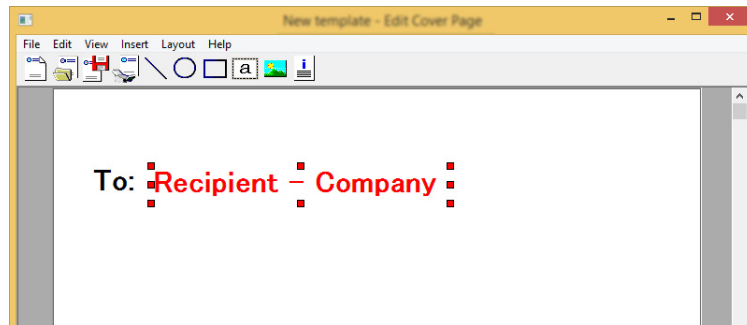 New template - Edit Cover Page
File Edit View Insert Layout Help
a i
To: Recipient – Company